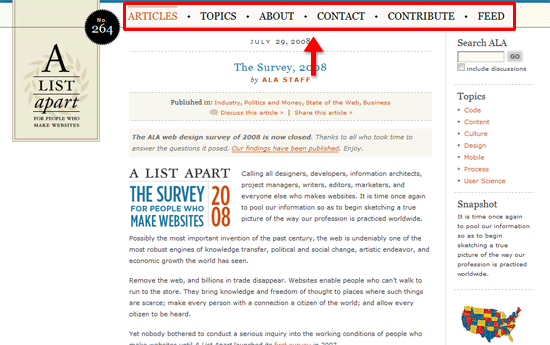 ARTICLES • TOPICS • ABOUT • CONTACT • CONTRIBUTE • FEED
No.
264
A
LIST
apart
FOR PEOPLE WHO
MAKE WEBSITES
JULY 29, 2008
The Survey, 2008
by ALA STAFF
Published in: Industry, Politics and Money, State of the Web, Business
Discuss this article » | Share this article »
The ALA web design survey of 2008 is now closed. Thanks to all who took time to
answer the questions it posed. Our findings have been published. Enjoy.
A LIST APART
THE SURVEY
FOR PEOPLE WHO
MAKE WEBSITES
20
08
Calling all designers, developers, information architects,
project managers, writers, editors, marketers, and
everyone else who makes websites. It is time once again
to pool our information so as to begin sketching a true
picture of the way our profession is practiced worldwide.
Possibly the most important invention of the past century, the web is undeniably one of the
most robust engines of knowledge transfer, political and social change, artistic endeavor, and
economic growth the world has seen.
Remove the web, and billions in trade disappear. Websites enable people who can't walk to
run to the store. They bring knowledge and freedom of thought to places where such things
are scarce; make every person with a connection a citizen of the world; and allow every
citizen to be heard.
Yet nobody bothered to conduct a serious inquiry into the working conditions of people who
make websites until A List Apart launched its first survey in 2007.
Search ALA
GO
include discussions
Topics
Code
Content
Culture
Design
Mobile
Process
User Science
Snapshot
It is time once again
to pool our information
so as to begin
sketching a true
picture of the way our
profession is practiced
worldwide.